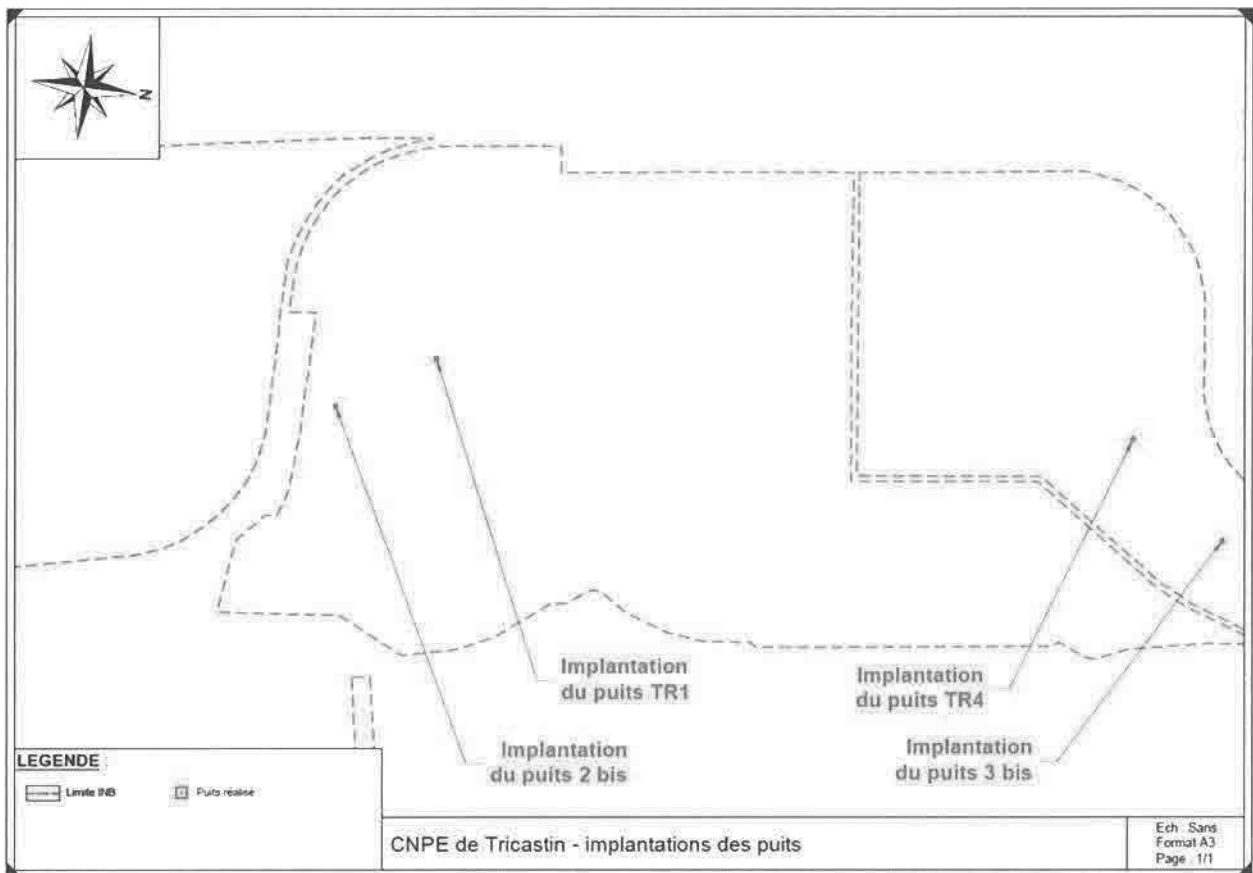 N
Implantation
du puits TR1
Implantation
du puits TR4
Implantation
du puits 2 bis
Implantation
du puits 3 bis
LEGENDE
Limite INB
Puits réalisé
CNPE de Tricastin - implantations des puits
Ech : Sans
Format A3
Page : 1/1